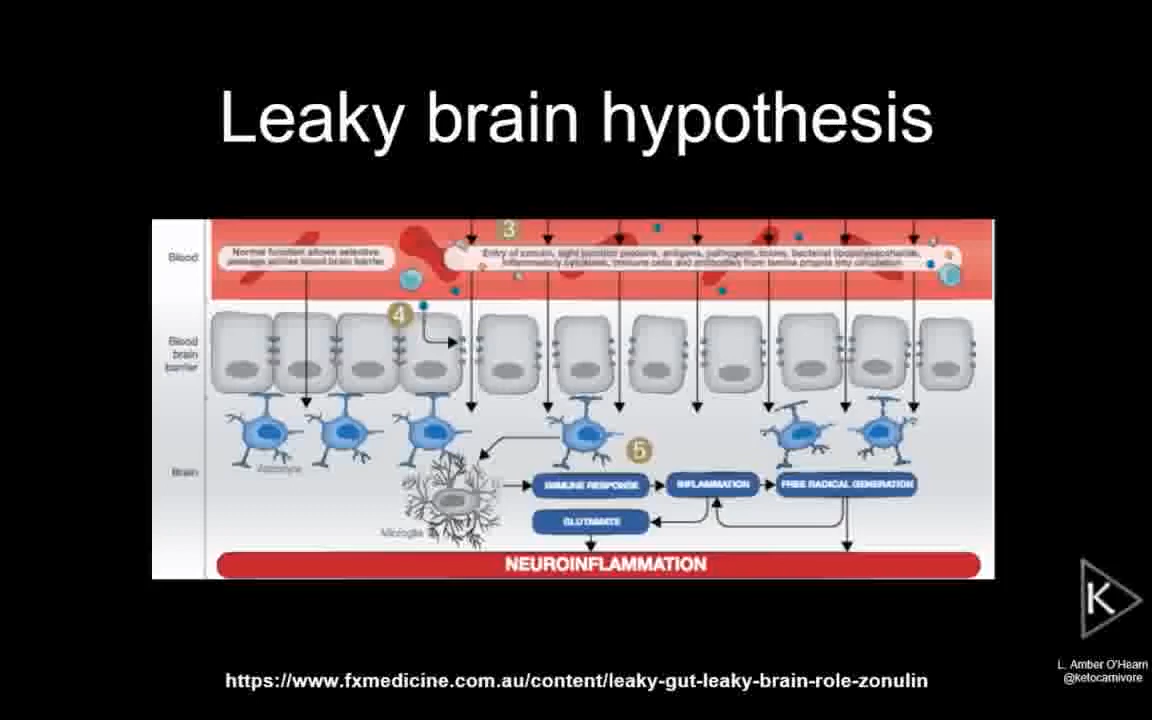 Leaky brain hypothesis
3
Blood
Normal function allows selective
passage across blood brain barrier
Entry of zonulin, tight junction proteins, antigens, pathogens, toxins, bacterial lipopolysaccharide,
inflammatory cytokines, immune cells and antibodies from lamina propria into circulation
4
Blood
brain
barrier
5
Astrocyte
Brain
IMMUNE RESPONSE
INFLAMMATION
FREE RADICAL GENERATION
GLUTAMATE
Microglia
NEUROINFLAMMATION
K
L. Amber O'Hearn
@ketocarnivore
https://www.fxmedicine.com.au/content/leaky-gut-leaky-brain-role-zonulin